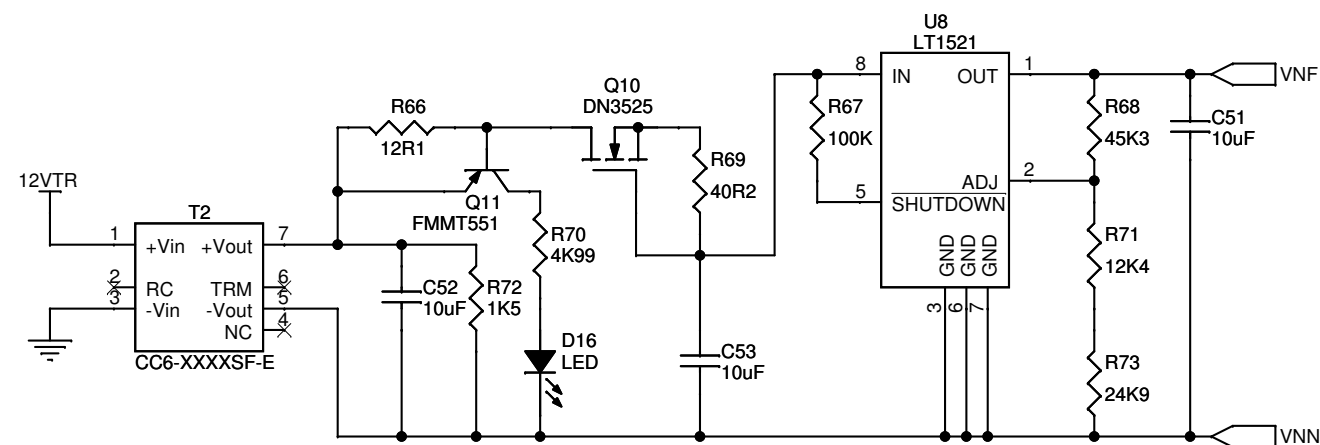 U8
LT1521
8
IN
OUT
1
VNF
Q10
DN3525
R66
12R1
R67
100K
R68
45K3
C51
10uF
R69
40R2
ADJ
2
5
SHUTDOWN
12VTR
T2
Q11
FMMT551
1
+Vin
+Vout
7
R70
4K99
R71
12K4
GND
GND
GND
2
RC
TRM
6
C52
10uF
R72
1K5
3
-Vin
-Vout
5
3
6
7
NC
4
D16
LED
C53
10uF
R73
24K9
CC6-XXXXSF-E
VNN